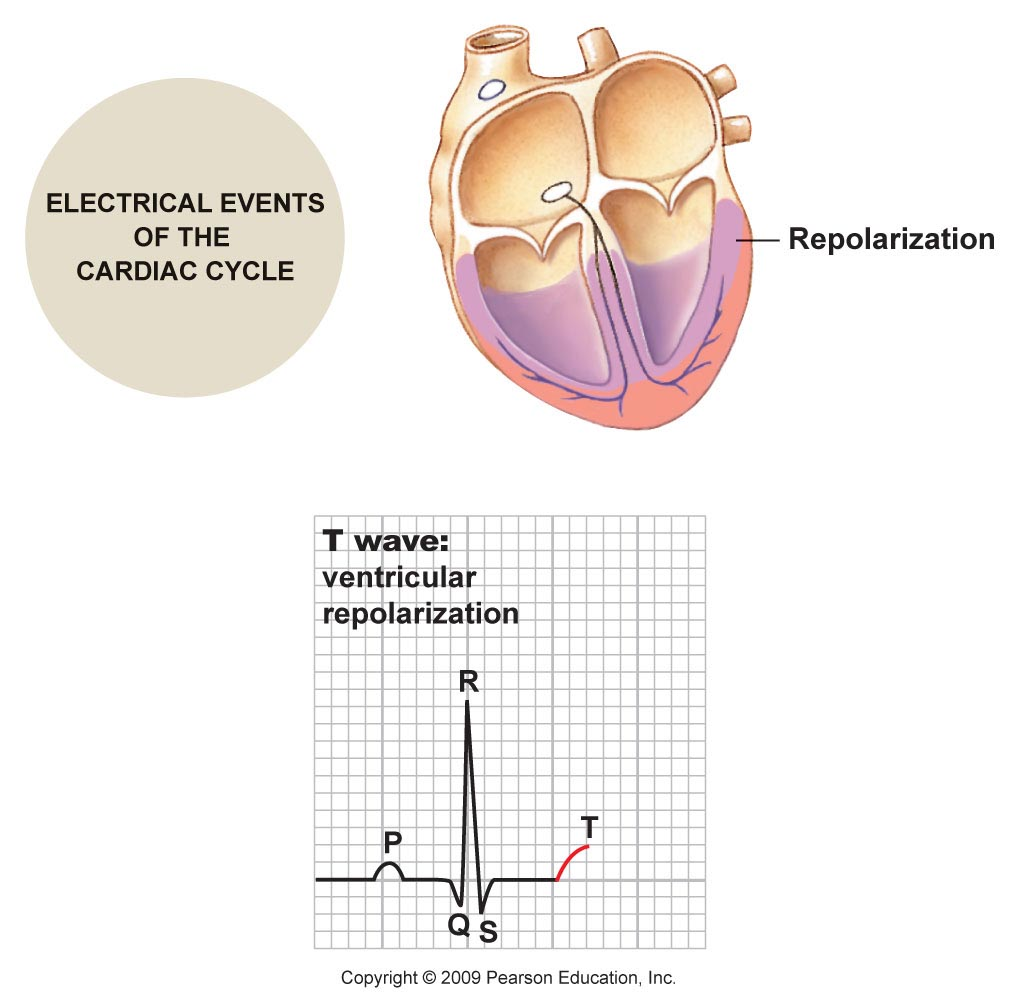 ELECTRICAL EVENTS
OF THE
CARDIAC CYCLE
Repolarization
T wave:
ventricular
repolarization
R
P
T
Q
S
Copyright © 2009 Pearson Education, Inc.